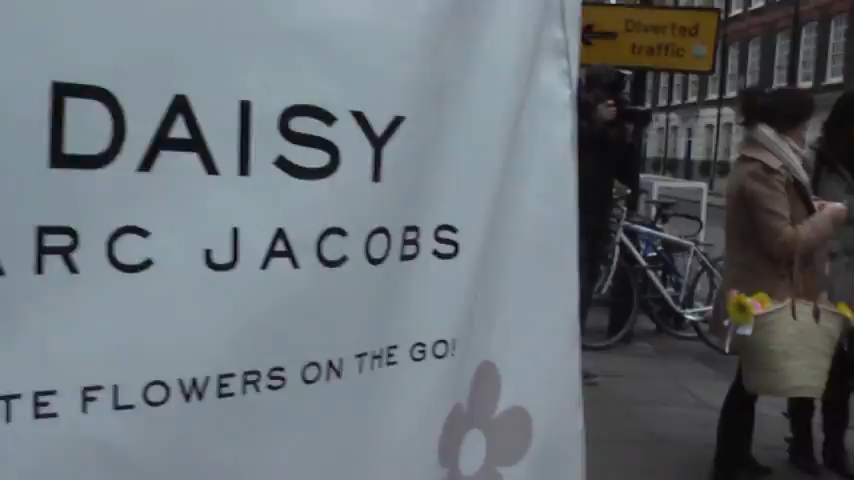 DAISY
ARC JACOBS
TE FLOWERS ON THE GO!
Diverted
traffic